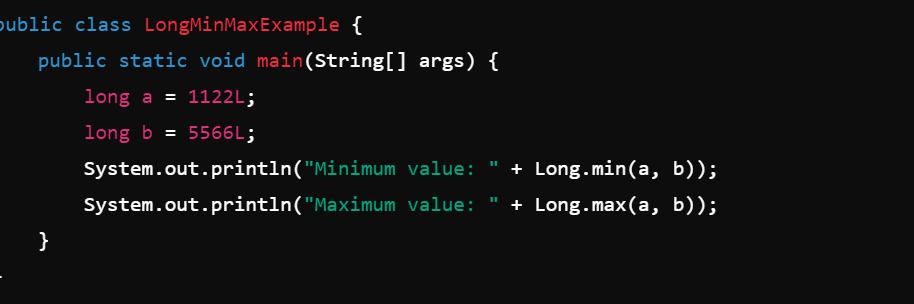 public class LongMinMaxExample {
    public static void main(String[] args) {
        long a = 1122L;
        long b = 5566L;
        System.out.println("Minimum value: " + Long.min(a, b));
        System.out.println("Maximum value: " + Long.max(a, b));
    }